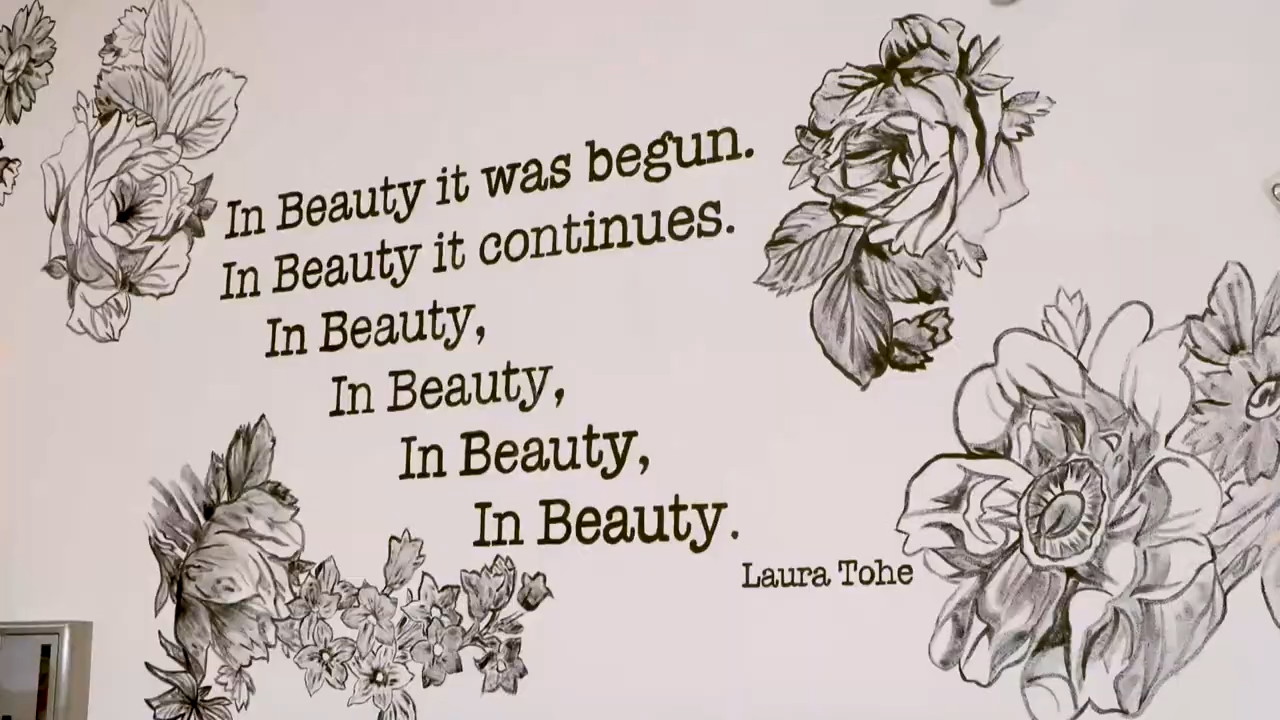 In Beauty it was begun.
In Beauty it continues.
In Beauty,
In Beauty,
In Beauty,
In Beauty.
Laura Tohe